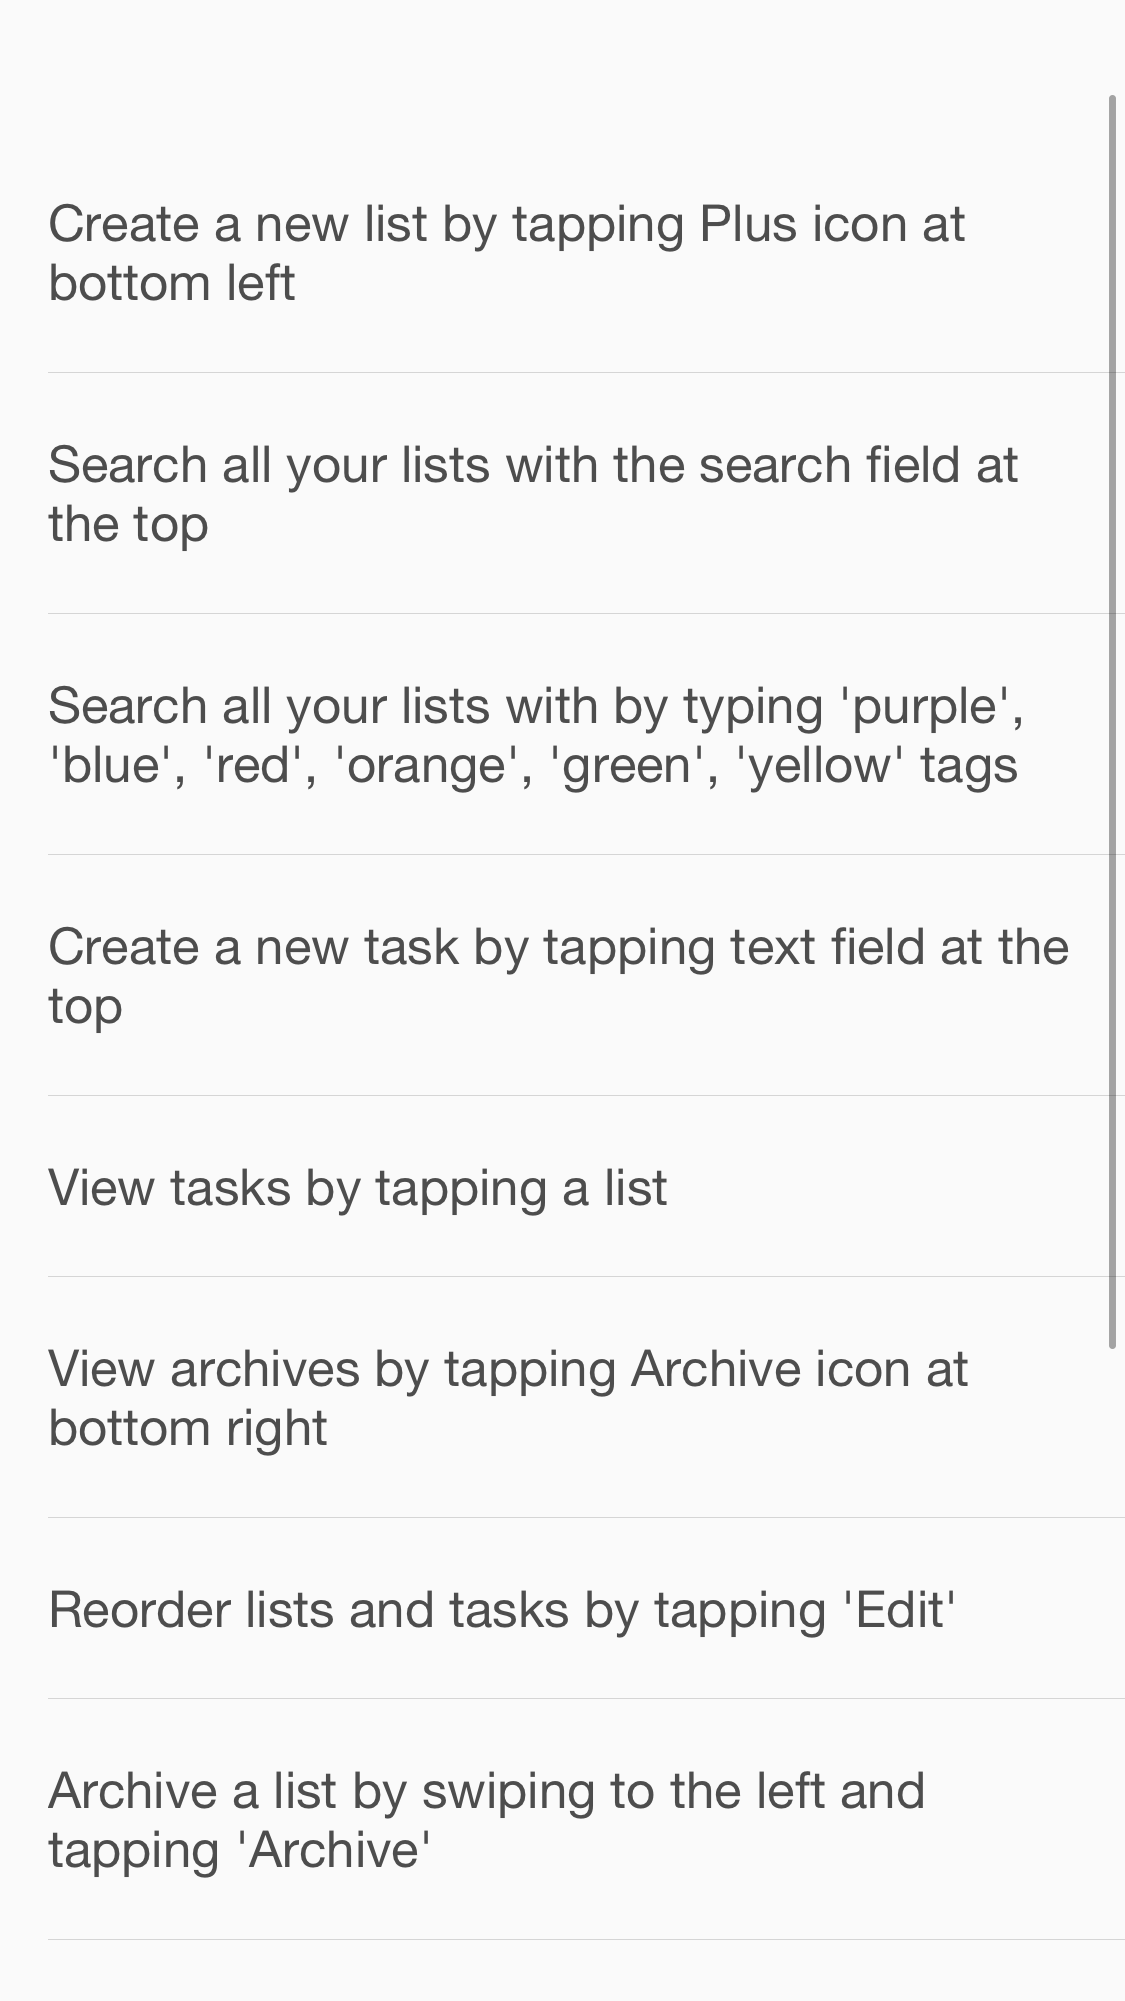 Create a new list by tapping Plus icon at
bottom left
Search all your lists with the search field at
the top
Search all your lists with by typing 'purple',
'blue', 'red', 'orange', 'green', 'yellow' tags
Create a new task by tapping text field at the
top
View tasks by tapping a list
View archives by tapping Archive icon at
bottom right
Reorder lists and tasks by tapping 'Edit'
Archive a list by swiping to the left and
tapping 'Archive'